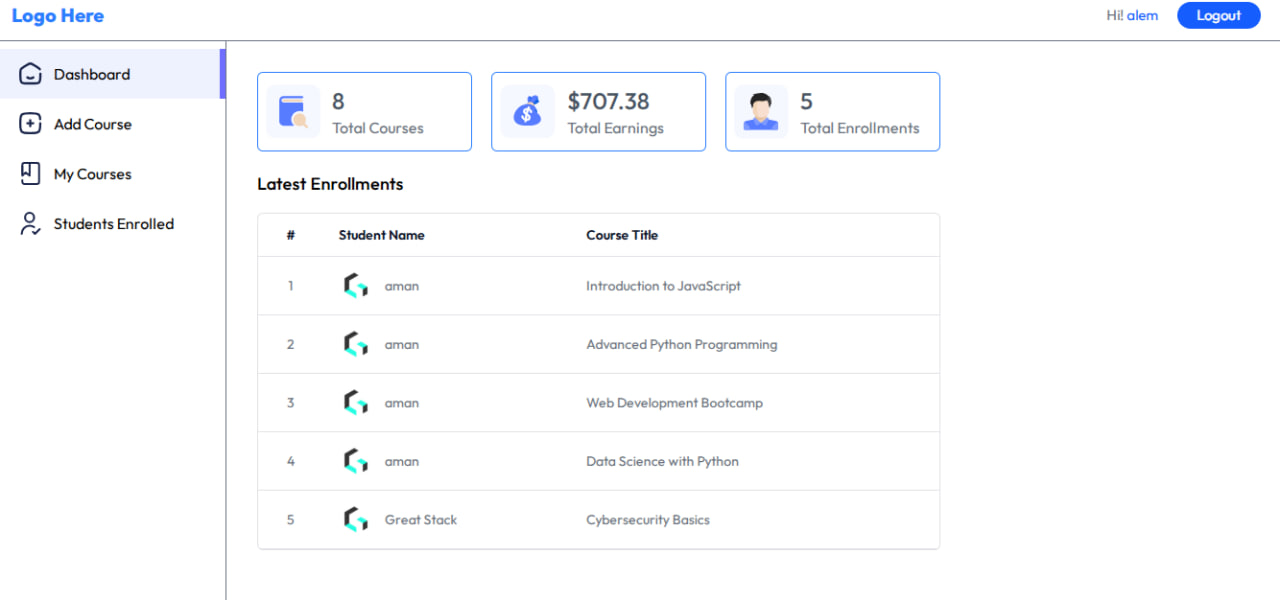 Logo Here
Hi! alem
Logout
Dashboard
Add Course
My Courses
Students Enrolled
8
Total Courses
$707.38
Total Earnings
5
Total Enrollments
Latest Enrollments
# Student Name Course Title
1 aman Introduction to JavaScript
2 aman Advanced Python Programming
3 aman Web Development Bootcamp
4 aman Data Science with Python
5 Great Stack Cybersecurity Basics